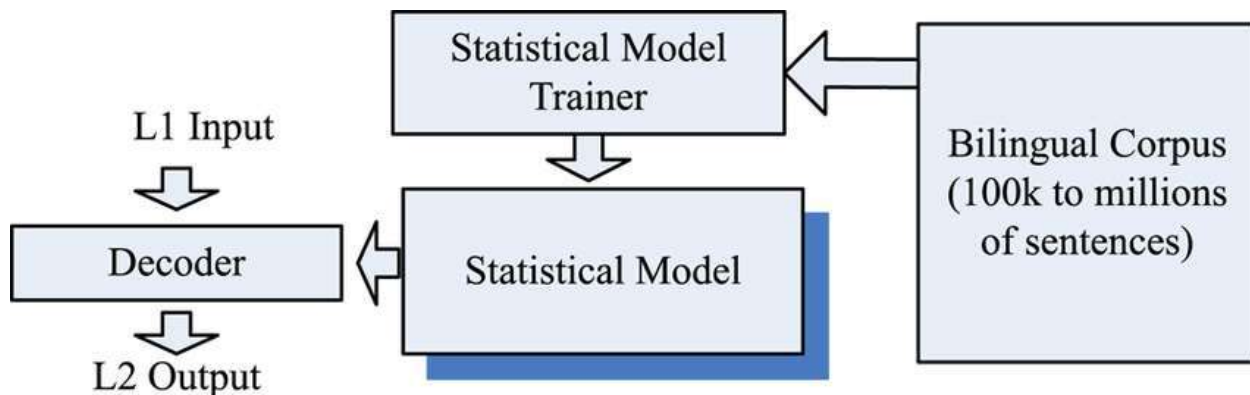 Statistical Model
Trainer
L1 Input
Bilingual Corpus
(100k to millions
of sentences)
Decoder
Statistical Model
L2 Output